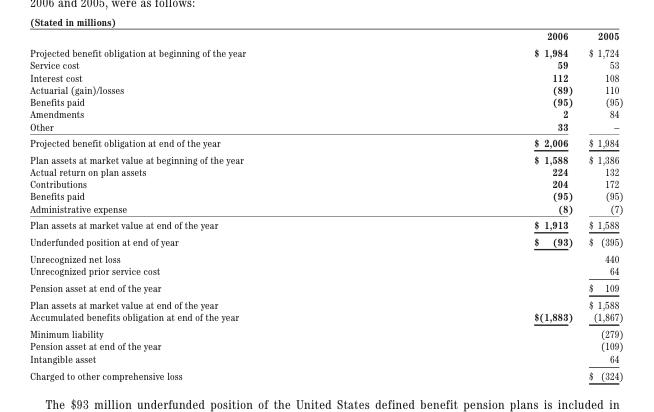 2006 and 2005, were as follows:
(Stated in millions)
2006 2005
Projected benefit obligation at beginning of the year $ 1,984 $ 1,724
Service cost 59 53
Interest cost 112 108
Actuarial (gain)/losses (89) 110
Benefits paid (95) (95)
Amendments 2 84
Other 33 –
Projected benefit obligation at end of the year $ 2,006 $ 1,984
Plan assets at market value at beginning of the year $ 1,588 $ 1,386
Actual return on plan assets 224 132
Contributions 204 172
Benefits paid (95) (95)
Administrative expense (8) (7)
Plan assets at market value at end of the year $ 1,913 $ 1,588
Underfunded position at end of year $ (93) $ (395)
Unrecognized net loss 440
Unrecognized prior service cost 64
Pension asset at end of the year $ 109
Plan assets at market value at end of the year $ 1,588
Accumulated benefits obligation at end of the year $(1,883) (1,867)
Minimum liability (279)
Pension asset at end of the year (109)
Intangible asset 64
Charged to other comprehensive loss $ (324)
The $93 million underfunded position of the United States defined benefit pension plans is included in